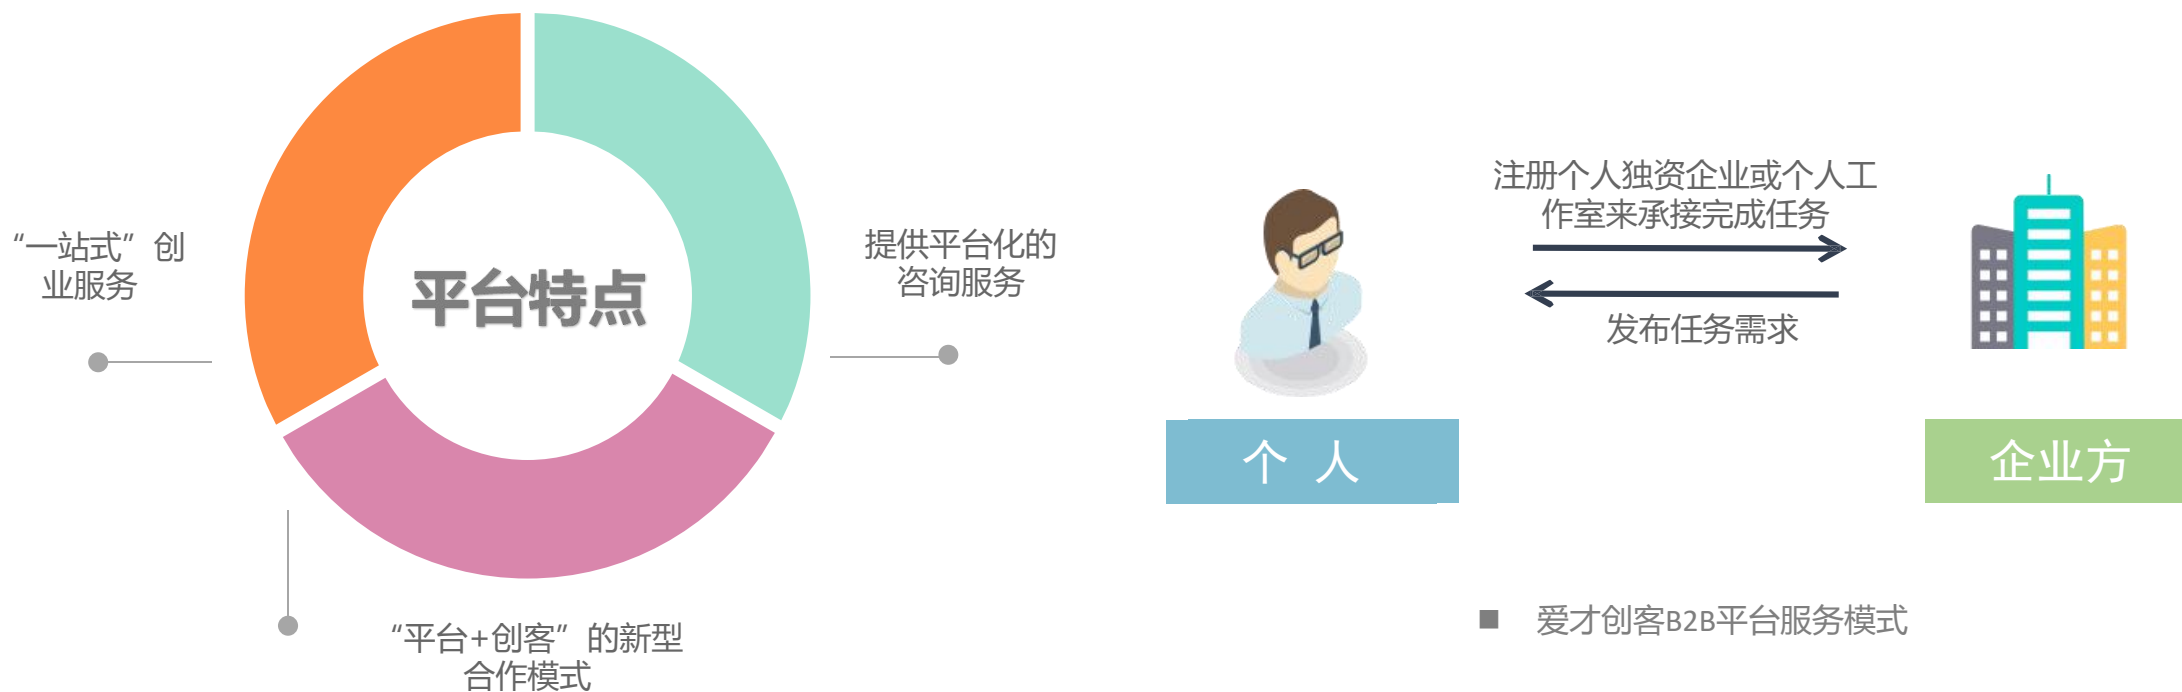 “一站式”创
业服务
平台特点
提供平台化的
咨询服务
“平台+创客”的新型
合作模式
注册个人独资企业或个人工
作室来承接完成任务
发布任务需求
个 人
企业方
■ 爱才创客B2B平台服务模式